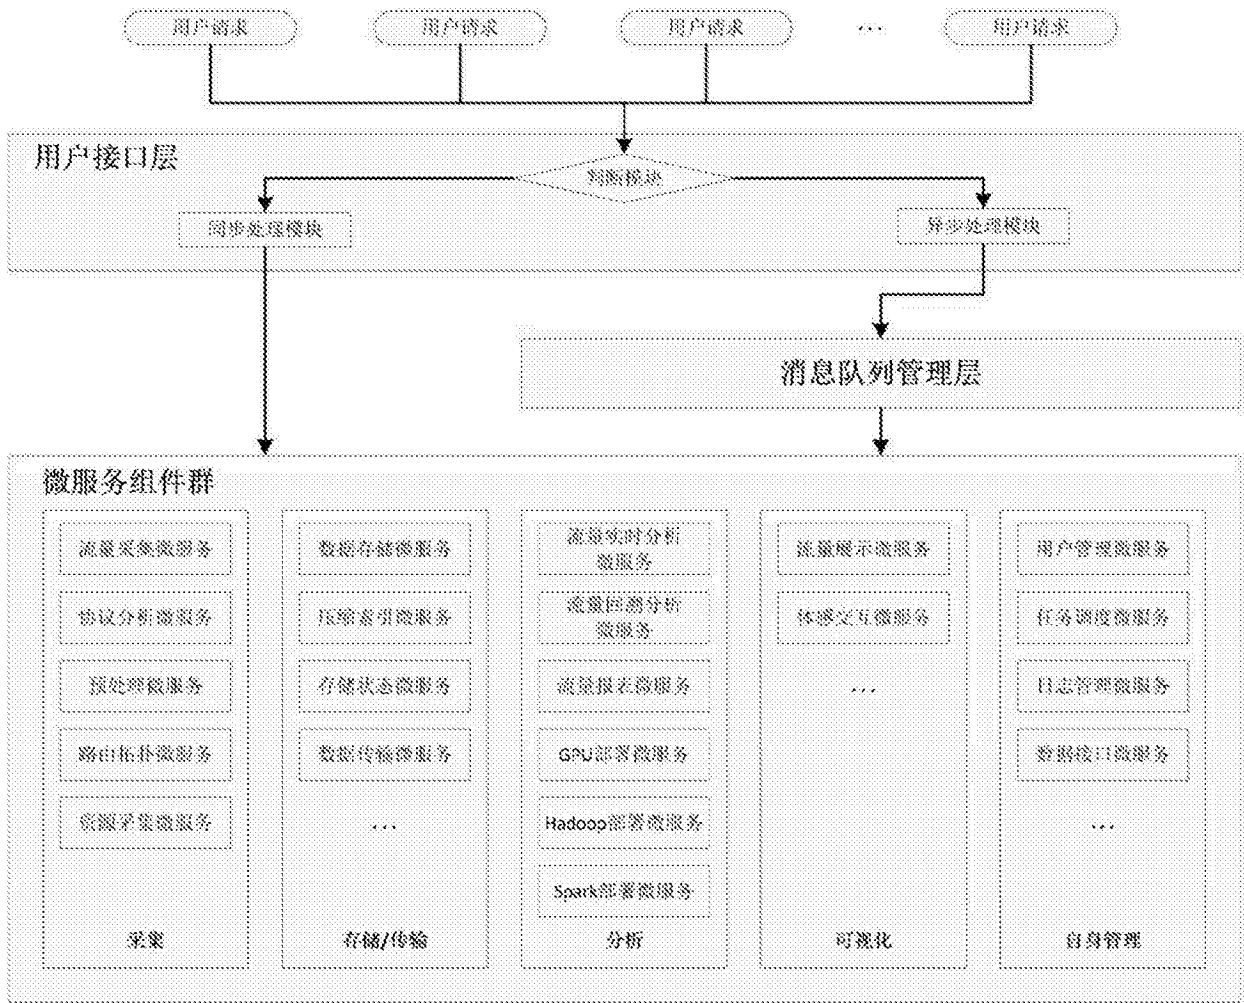 用户请求
用户请求
用户请求
...
用户请求
用户接口层
判断模块
同步处理模块
异步处理模块
消息队列管理层
微服务组件群
流量采集微服务
协议分析微服务
预处理微服务
路由拓扑微服务
资源采集微服务
采集
数据存储微服务
压缩索引微服务
存储状态微服务
数据传输微服务
...
存储/传输
流量实时分析
微服务
流量回溯分析
微服务
流量报表微服务
GPU部署微服务
Hadoop部署微服务
Spark部署微服务
分析
流量展示微服务
体感交互微服务
...
可视化
用户管理微服务
任务调度微服务
日志管理微服务
数据接口微服务
...
自身管理